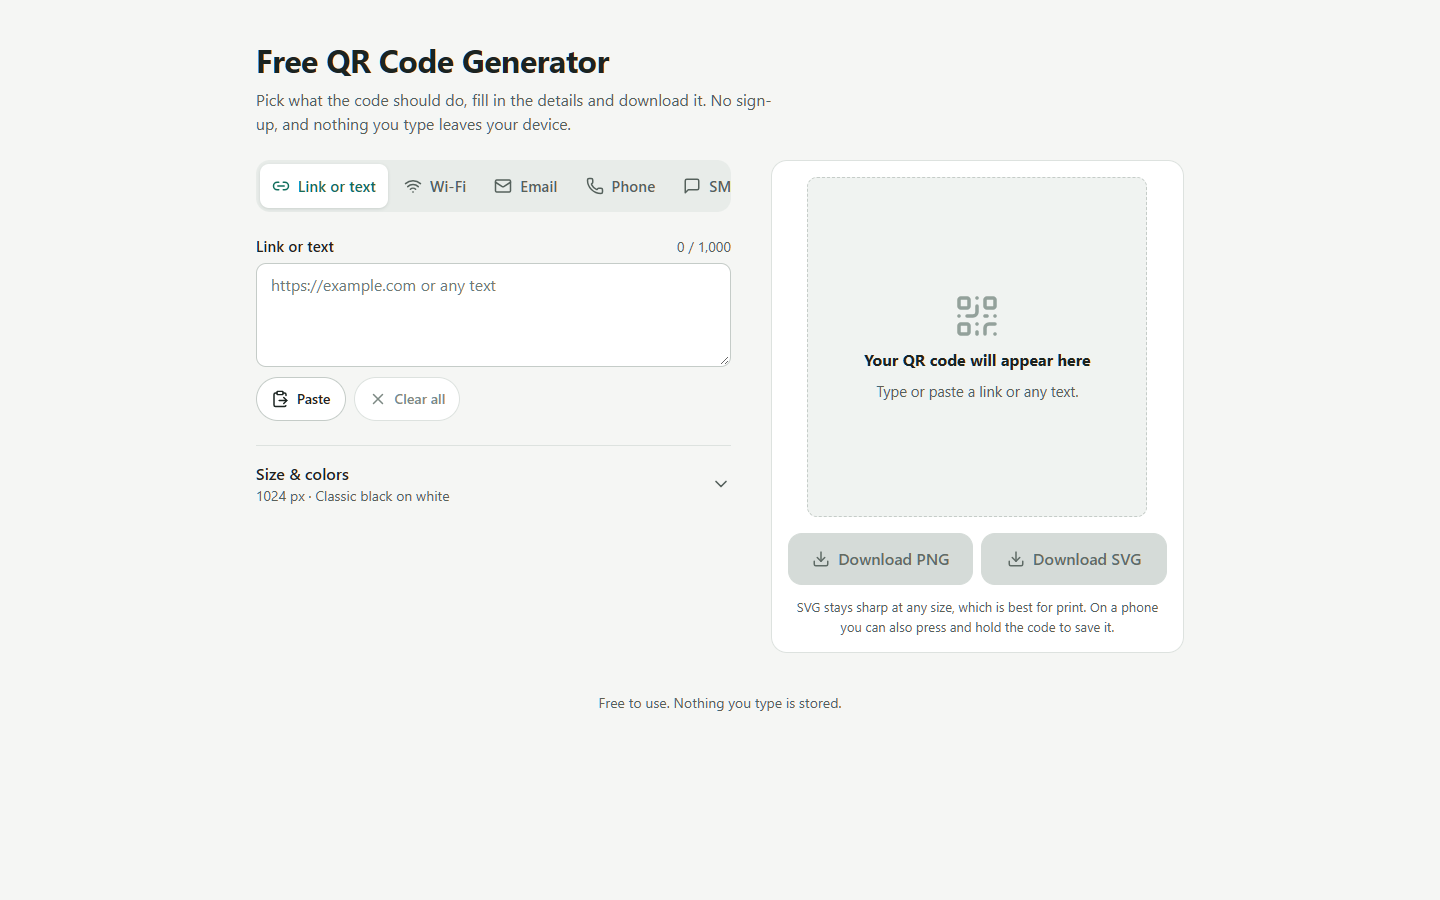 Free QR Code Generator
Pick what the code should do, fill in the details and download it. No sign-
up, and nothing you type leaves your device.
Link or text
Wi-Fi
Email
Phone
SM
Link or text
0 / 1,000
https://example.com or any text
Paste
Clear all
Size & colors
1024 px · Classic black on white
Your QR code will appear here
Type or paste a link or any text.
Download PNG
Download SVG
SVG stays sharp at any size, which is best for print. On a phone
you can also press and hold the code to save it.
Free to use. Nothing you type is stored.